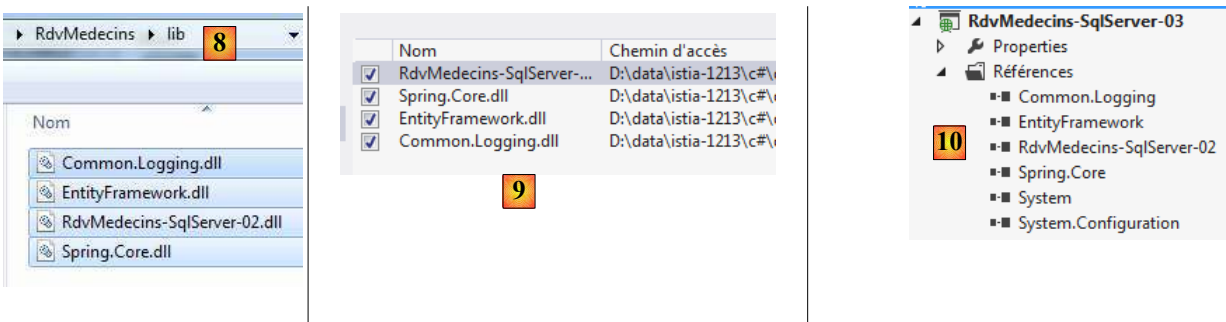 RdvMedecins lib
8
Nom
Common.Logging.dll
EntityFramework.dll
RdvMedecins-SqlServer-02.dll
Spring.Core.dll
Nom Chemin d'accès
RdvMedecins-SqlServer-... D:\data\istia-1213\c#\
Spring.Core.dll D:\data\istia-1213\c#\
EntityFramework.dll D:\data\istia-1213\c#\
Common.Logging.dll D:\data\istia-1213\c#\
9
RdvMedecins-SqlServer-03
Properties
Références
Common.Logging
EntityFramework
10
RdvMedecins-SqlServer-02
Spring.Core
System
System.Configuration